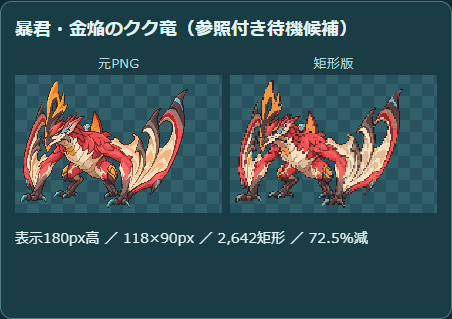 暴君・金焔のクク竜（参照付き待機候補）
元PNG
矩形版
表示180px高 ／ 118×90px ／ 2,642矩形 ／ 72.5%減